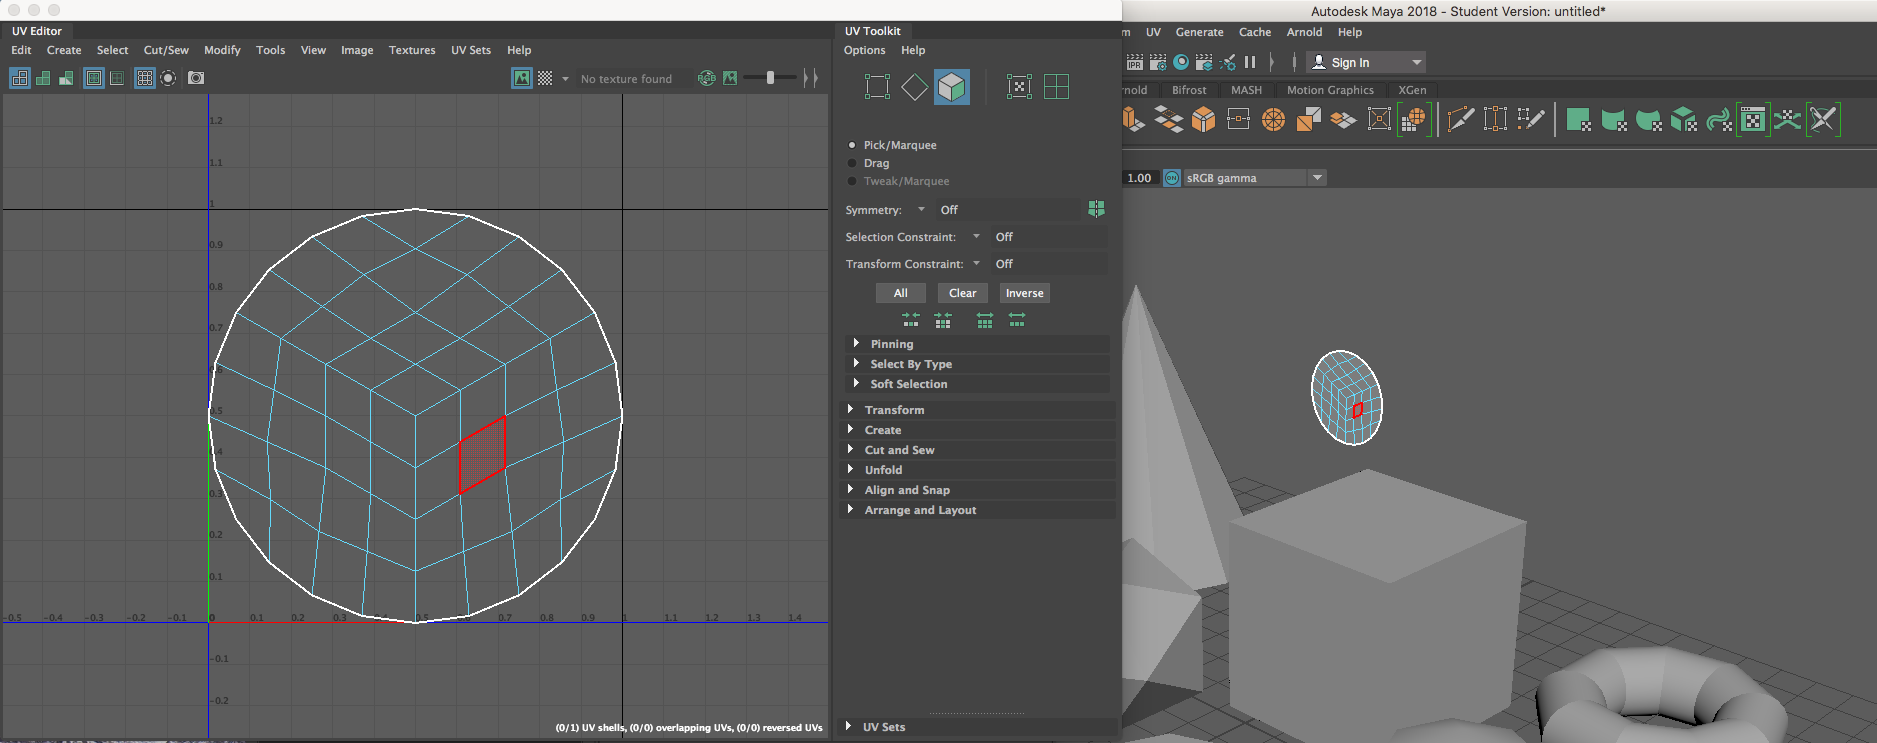 Autodesk Maya 2018 - Student Version: untitled*
UV Editor
Edit Create Select Cut/Sew Modify Tools View Image Textures UV Sets Help
No texture found
RGB
1.2
1.1
1
0.9
0.8
0.7
0.5
0.4
0.3
0.2
0.1
-0.5 -0.4 -0.3 -0.2 -0.1 0 0.1 0.2 0.3 0.4 0.5 0.7 0.8 0.9 1 1.1 1.2 1.3 1.4
-0.1
-0.2
(0/1) UV shells, (0/0) overlapping UVs, (0/0) reversed UVs
UV Toolkit
Options Help
Pick/Marquee
Drag
Tweak/Marquee
Symmetry: Off
Selection Constraint: Off
Transform Constraint: Off
All Clear Inverse
Pinning
Select By Type
Soft Selection
Transform
Create
Cut and Sew
Unfold
Align and Snap
Arrange and Layout
UV Sets
m UV Generate Cache Arnold Help
IPR
Sign In
rnold Bifrost MASH Motion Graphics XGen
1.00 ON sRGB gamma